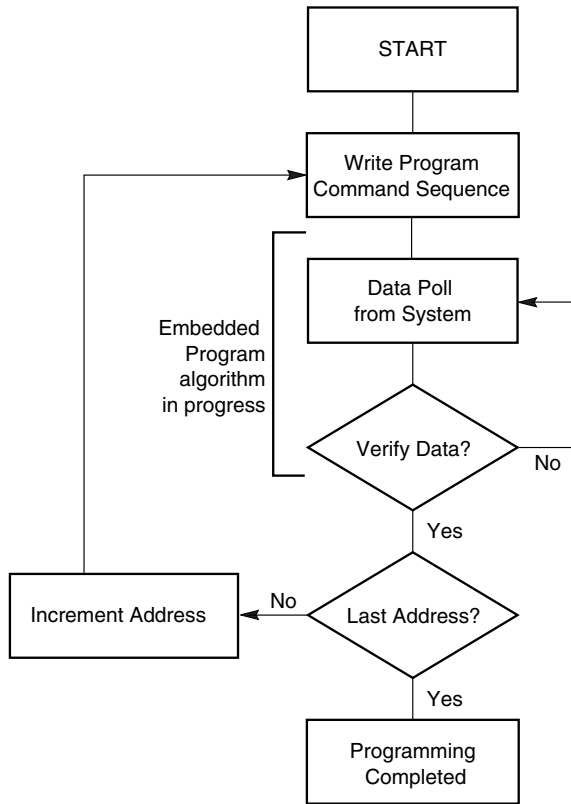 START
Write Program
Command Sequence
Data Poll
from System
Embedded
Program
algorithm
in progress
Verify Data?
No
Yes
Increment Address
No
Last Address?
Yes
Programming
Completed